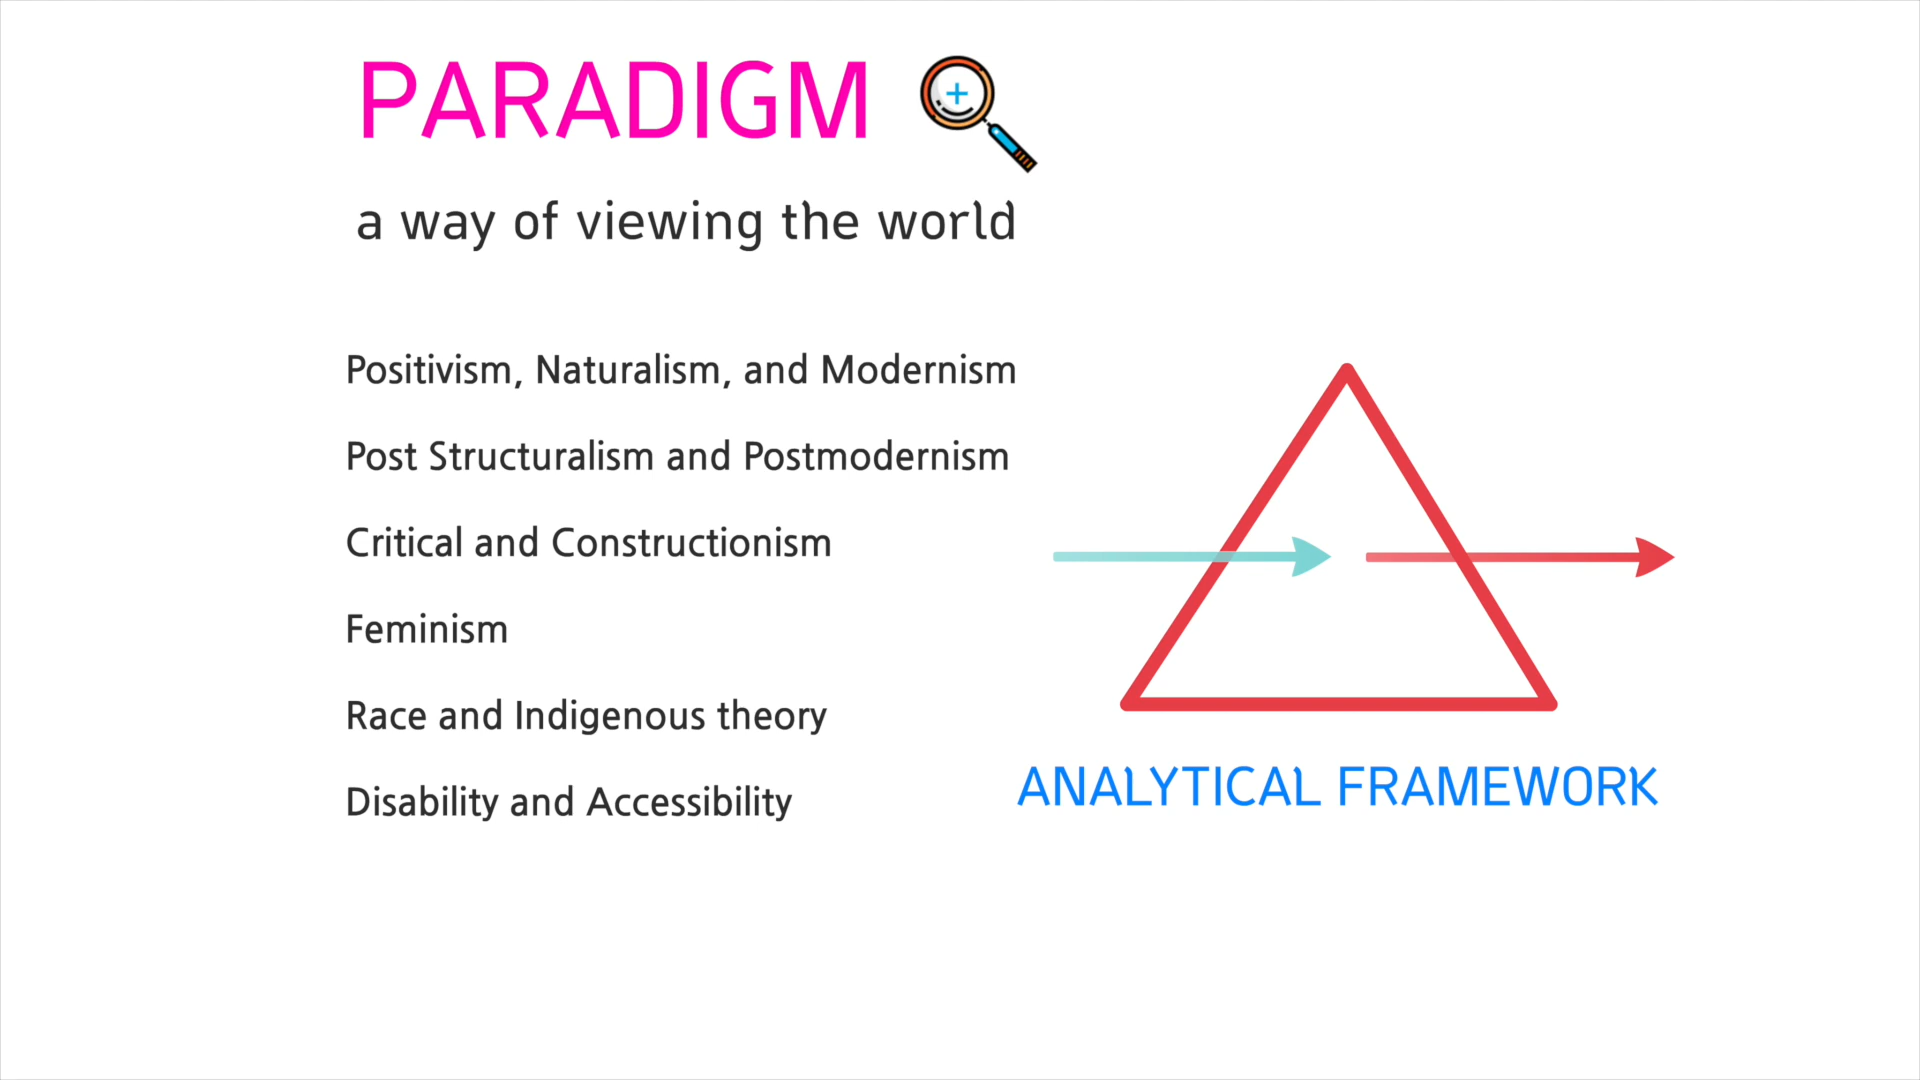 PARADIGM
a way of viewing the world
Positivism, Naturalism, and Modernism
Post Structuralism and Postmodernism
Critical and Constructionism
Feminism
Race and Indigenous theory
Disability and Accessibility
ANALYTICAL FRAMEWORK